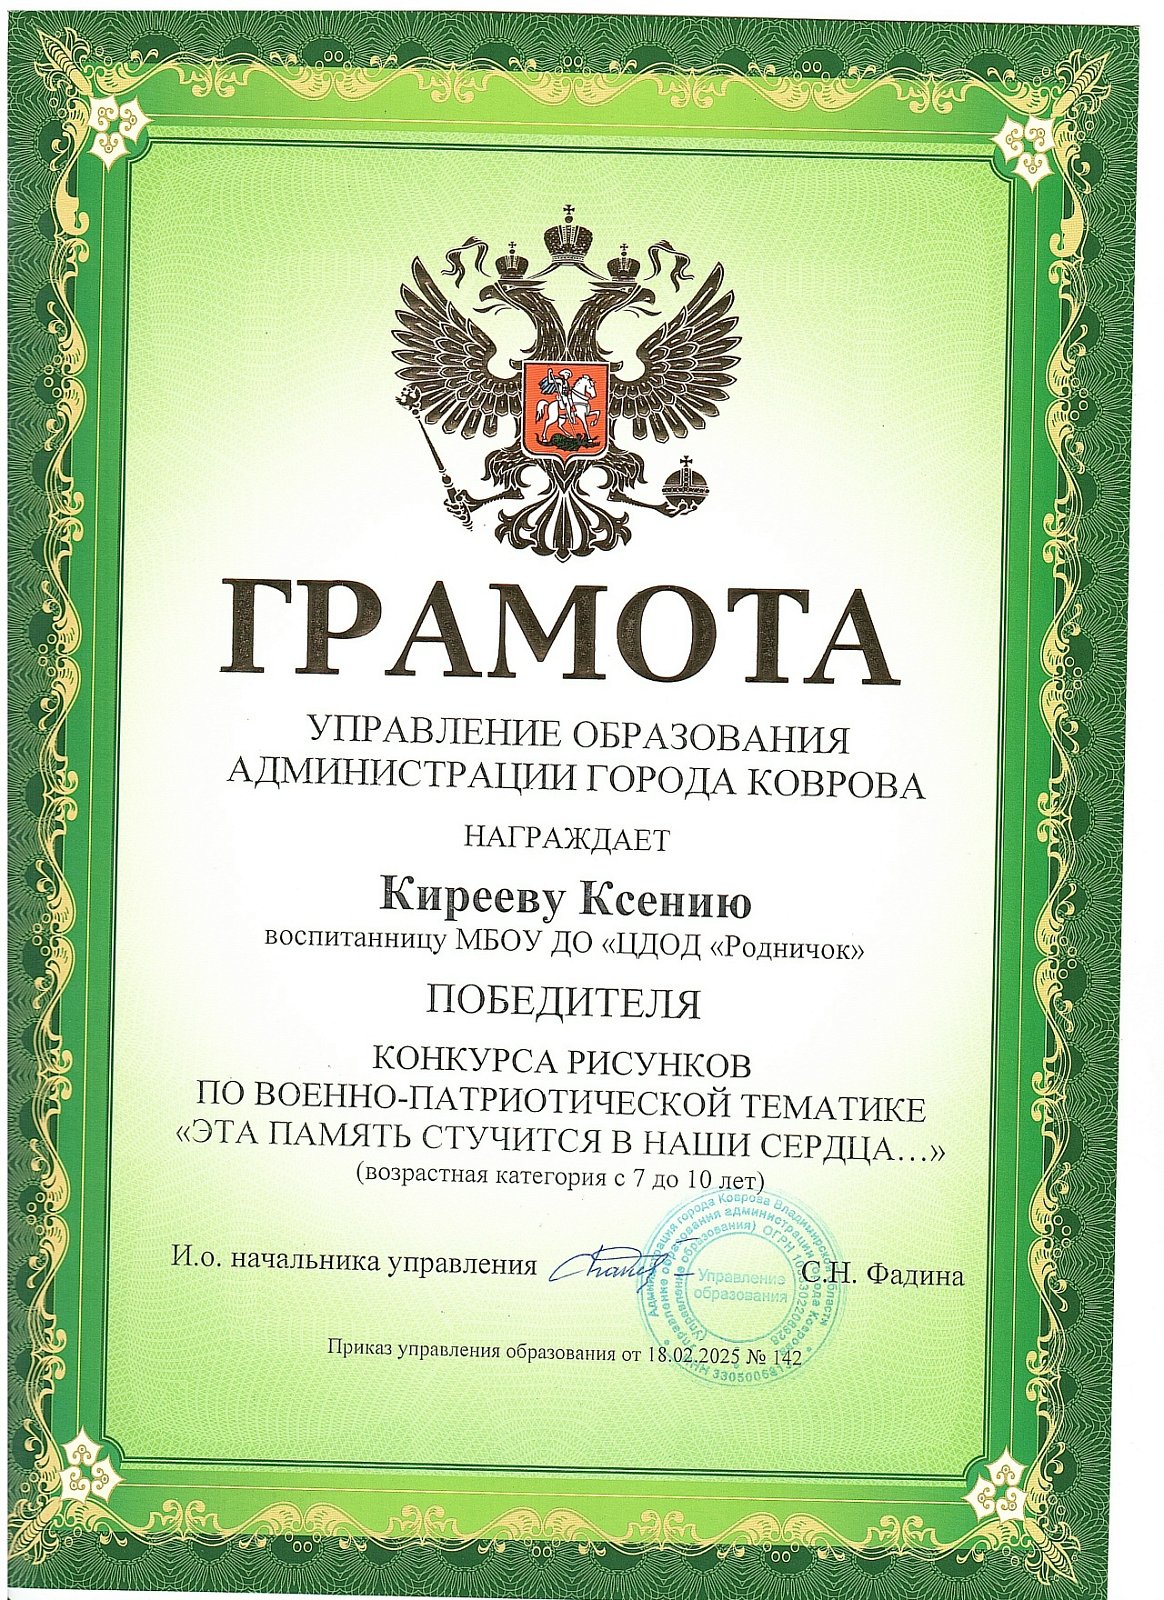 ГРАМОТА
УПРАВЛЕНИЕ ОБРАЗОВАНИЯ
АДМИНИСТРАЦИИ ГОРОДА КОВРОВА
НАГРАЖДАЕТ
Кирееву Ксению
воспитанницу МБОУ ДО «ЦДОД «Родничок»
ПОБЕДИТЕЛЯ
КОНКУРСА РИСУНКОВ
ПО ВОЕННО-ПАТРИОТИЧЕСКОЙ ТЕМАТИКЕ
«ЭТА ПАМЯТЬ СТУЧИТСЯ В НАШИ СЕРДЦА…»
(возрастная категория с 7 до 10 лет)
И.о. начальника управления С.Н. Фадина
Управление
образования
Приказ управления образования от 18.02.2025 № 142